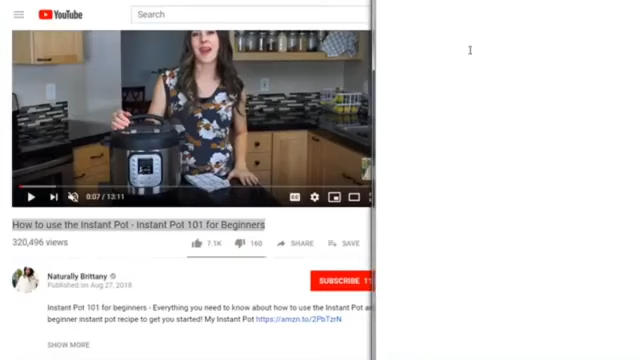 YouTube
Search
0:07 / 13:11
How to use the Instant Pot - Instant Pot 101 for Beginners
320,496 views
7.1K
160
SHARE
SAVE
Naturally Brittany
Published on Aug 27, 2018
SUBSCRIBE 11
Instant Pot 101 for beginners - Everything you need to know about how to use the Instant Pot
beginner instant pot recipe to get you started! My Instant Pot https://amzn.to/2PbTzrN
SHOW MORE